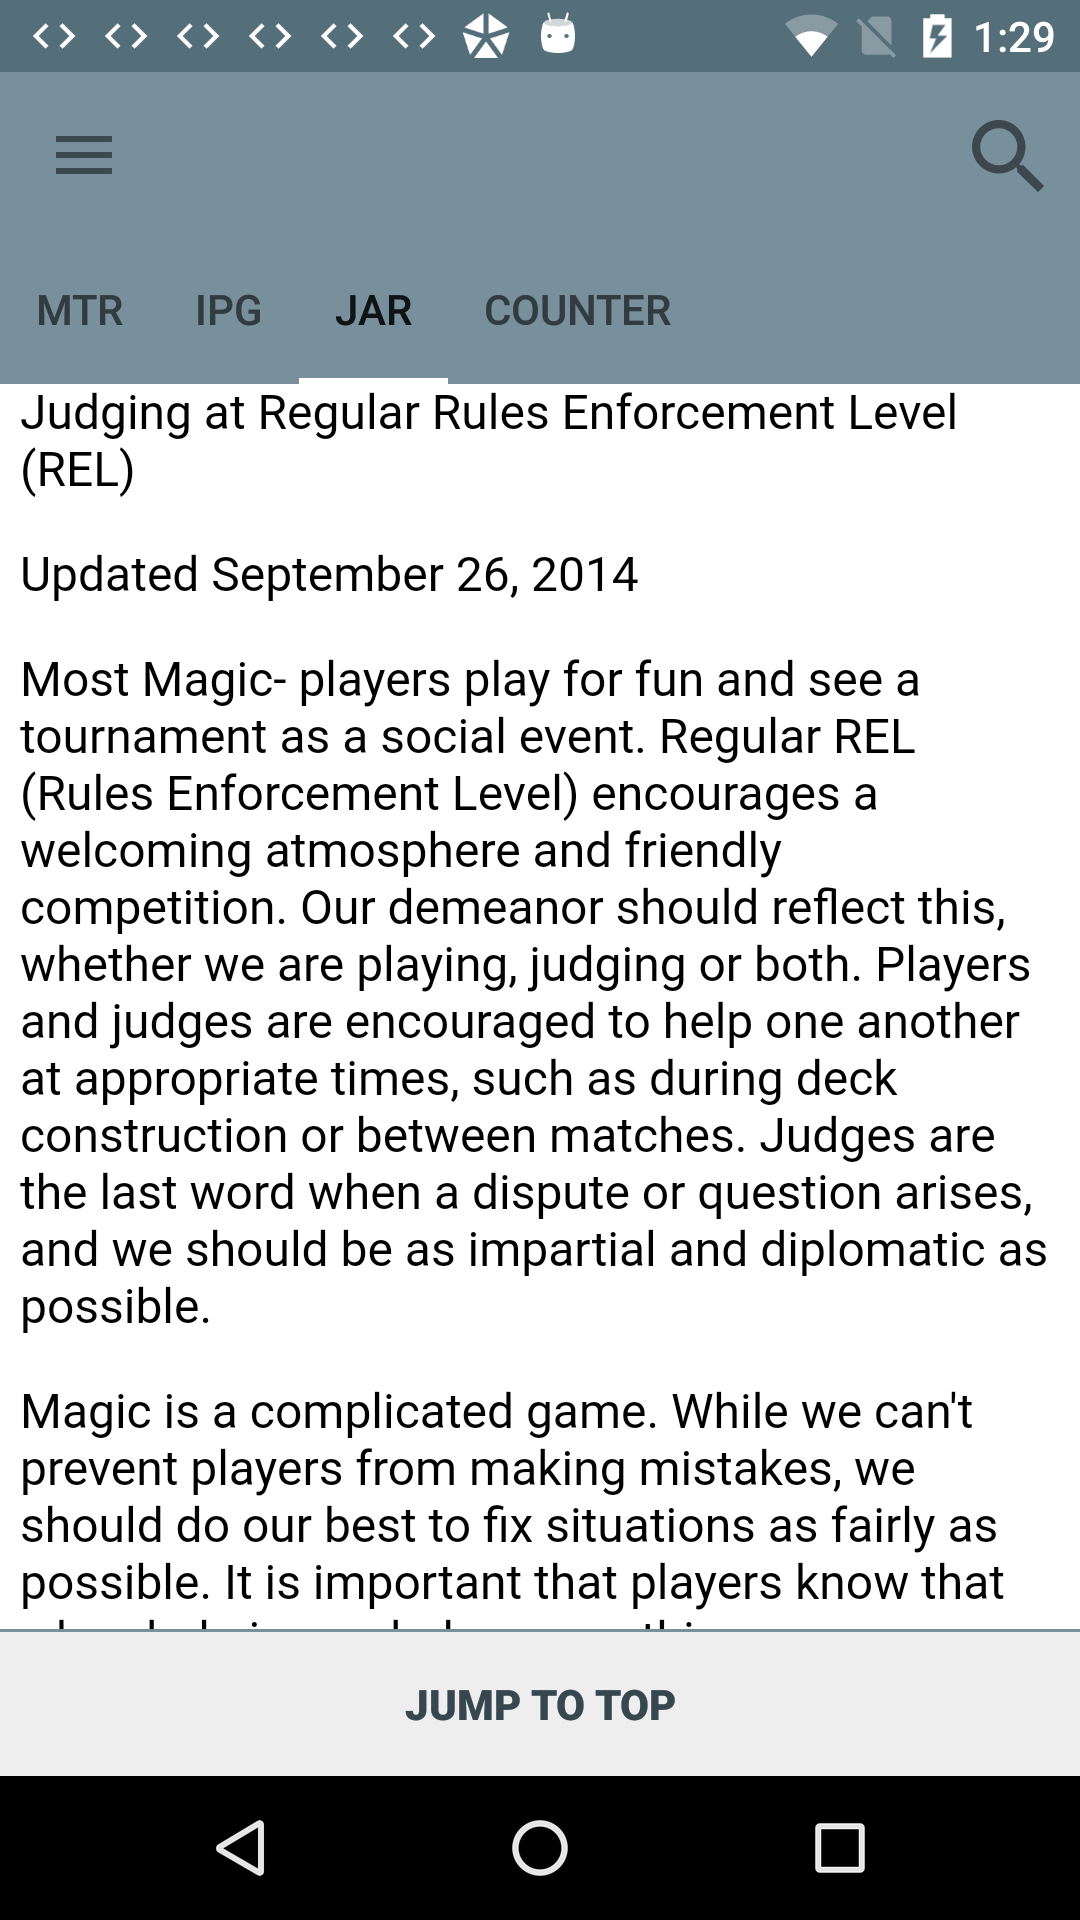 1:29
MTR IPG JAR COUNTER
Judging at Regular Rules Enforcement Level
(REL)
Updated September 26, 2014
Most Magic- players play for fun and see a
tournament as a social event. Regular REL
(Rules Enforcement Level) encourages a
welcoming atmosphere and friendly
competition. Our demeanor should reflect this,
whether we are playing, judging or both. Players
and judges are encouraged to help one another
at appropriate times, such as during deck
construction or between matches. Judges are
the last word when a dispute or question arises,
and we should be as impartial and diplomatic as
possible.
Magic is a complicated game. While we can't
prevent players from making mistakes, we
should do our best to fix situations as fairly as
possible. It is important that players know that
JUMP TO TOP